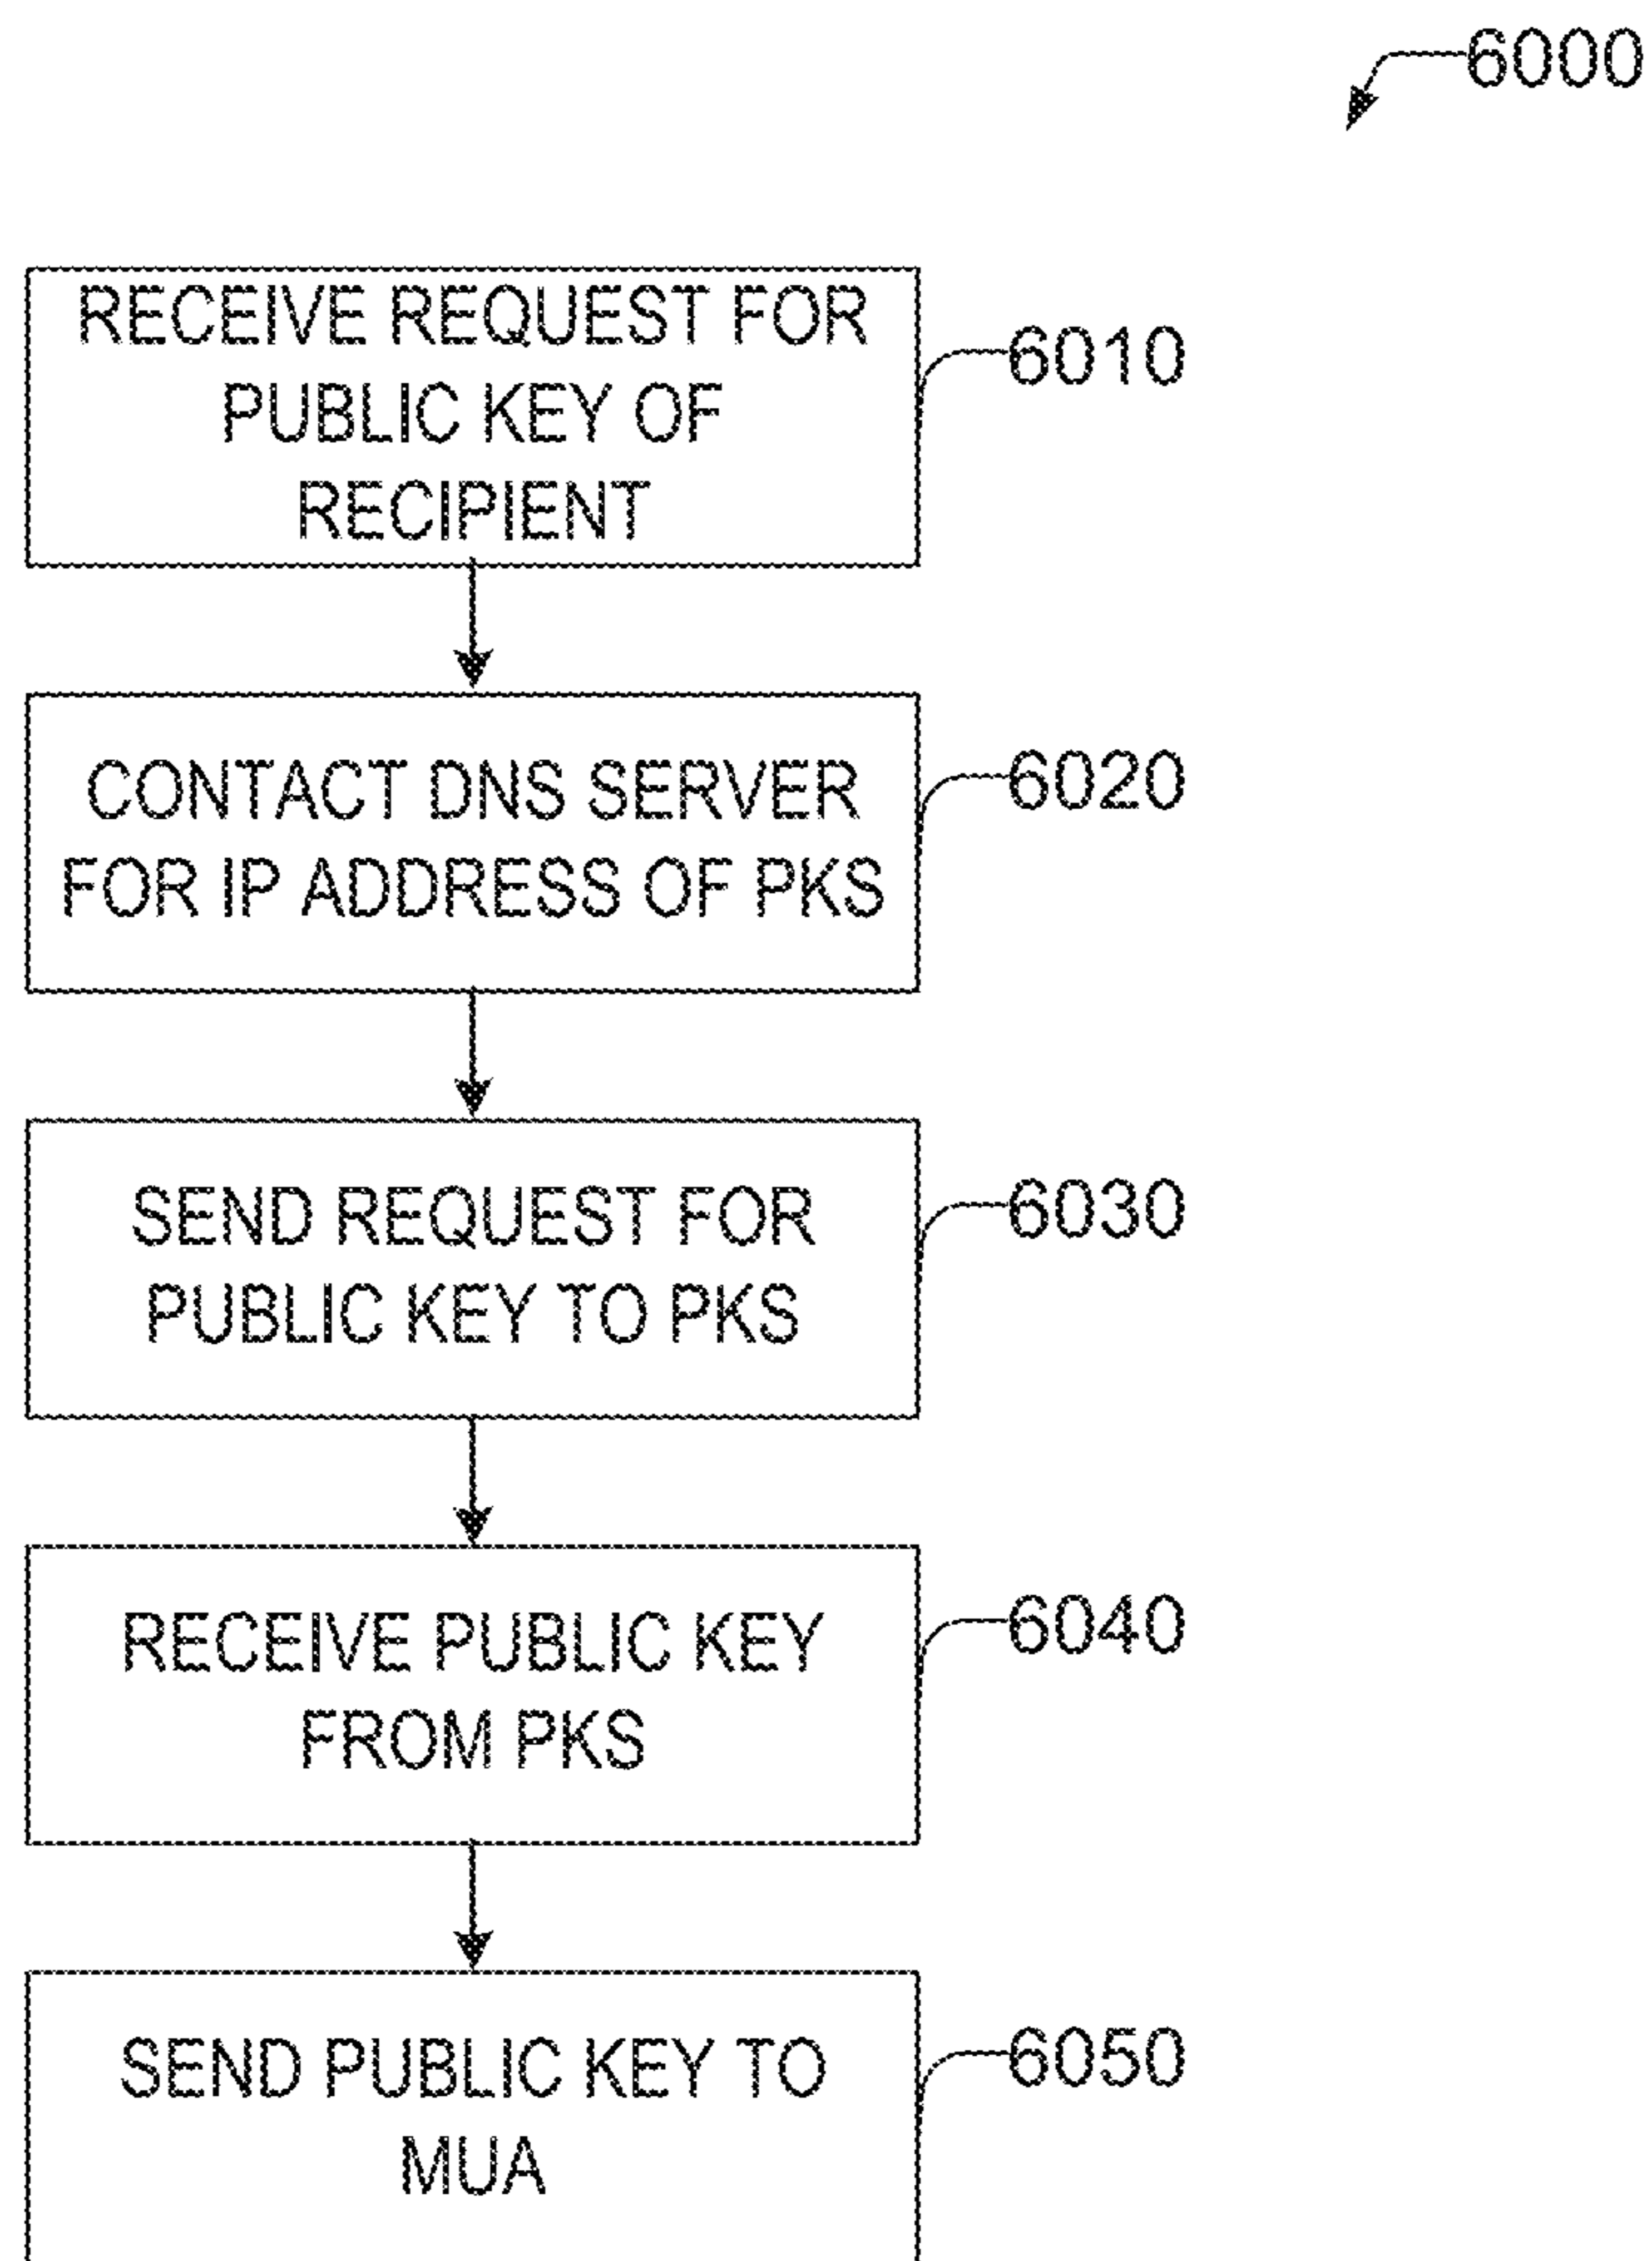 6000
RECEIVE REQUEST FOR
PUBLIC KEY OF
RECIPIENT
6010
CONTACT DNS SERVER
FOR IP ADDRESS OF PKS
6020
SEND REQUEST FOR
PUBLIC KEY TO PKS
6030
RECEIVE PUBLIC KEY
FROM PKS
6040
SEND PUBLIC KEY TO
MUA
6050